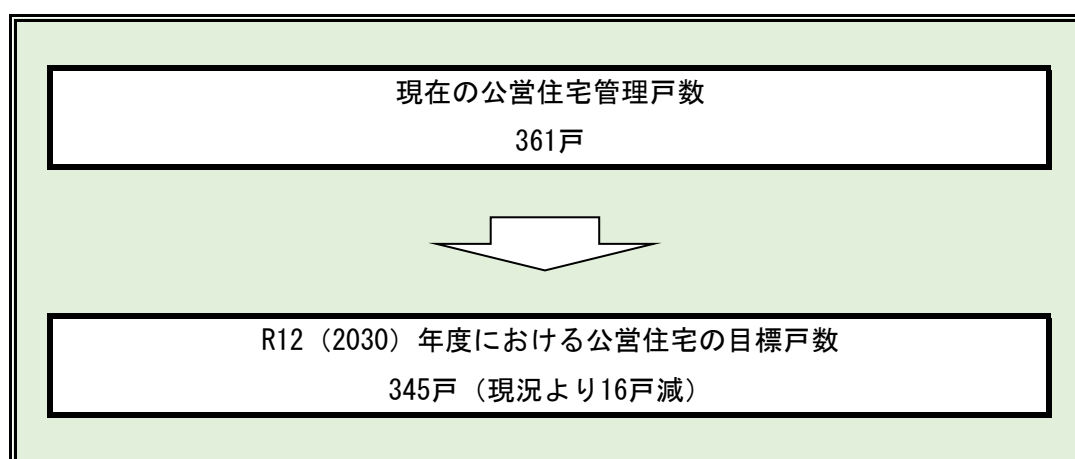 現在の公営住宅管理戸数
361戸
R12（2030）年度における公営住宅の目標戸数
345戸（現況より16戸減）